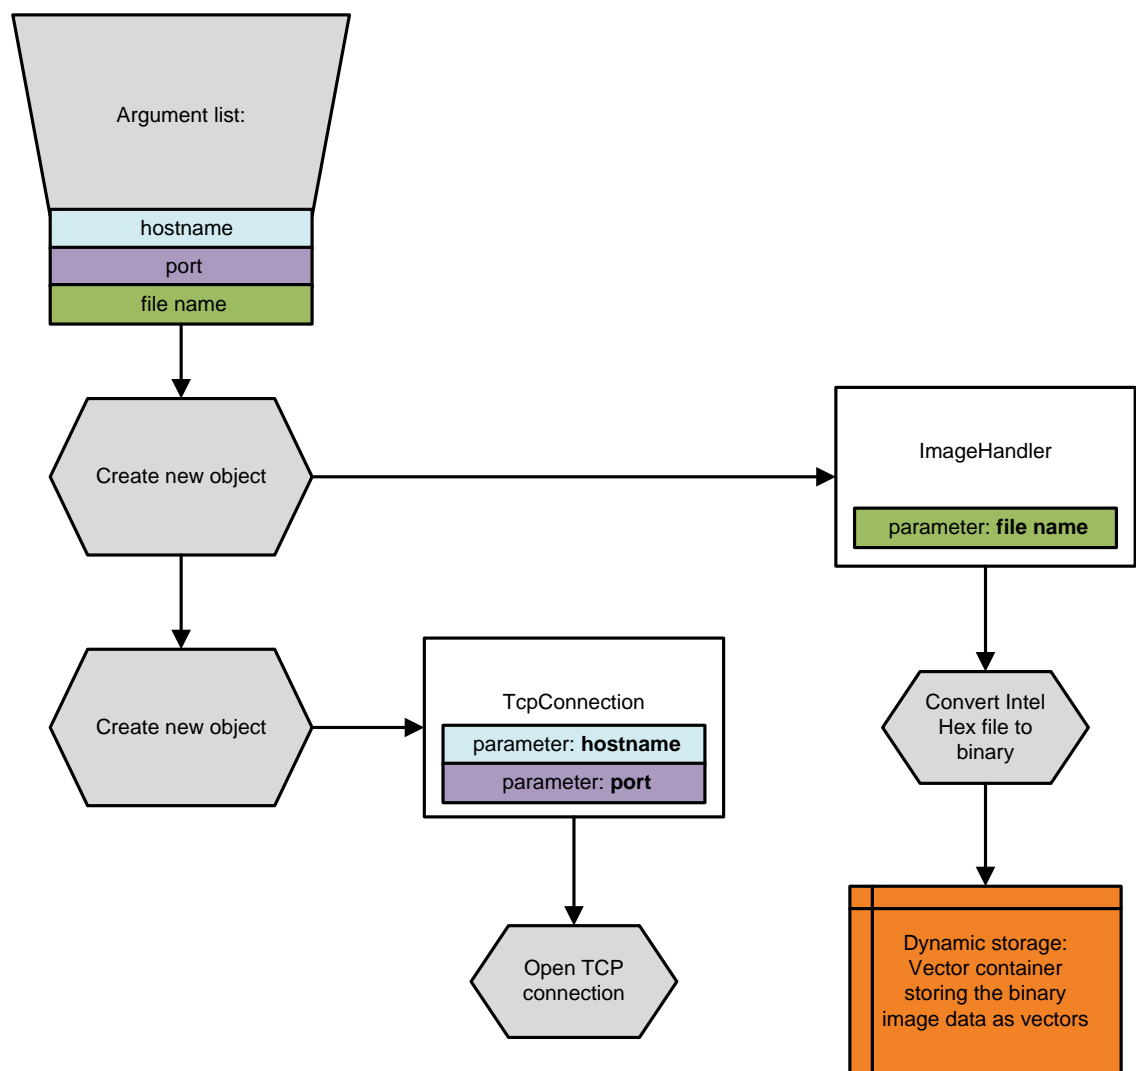 Argument list:
hostname
port
file name
Create new object
ImageHandler
parameter: file name
Create new object
TcpConnection
parameter: hostname
parameter: port
Convert Intel
Hex file to
binary
Open TCP
connection
Dynamic storage:
Vector container
storing the binary
image data as vectors